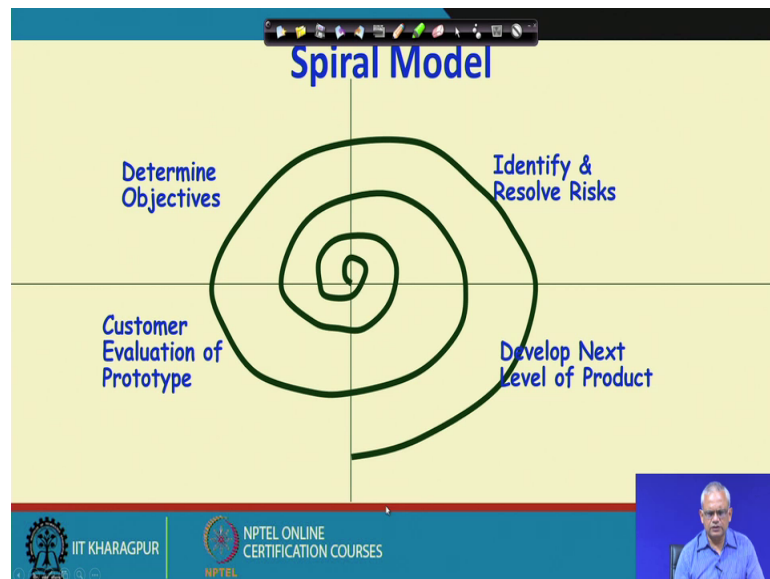 Spiral Model
Determine
Objectives
Identify &
Resolve Risks
Customer
Evaluation of
Prototype
Develop Next
Level of Product
IIT KHARAGPUR
NPTEL ONLINE
CERTIFICATION COURSES
NPTEL